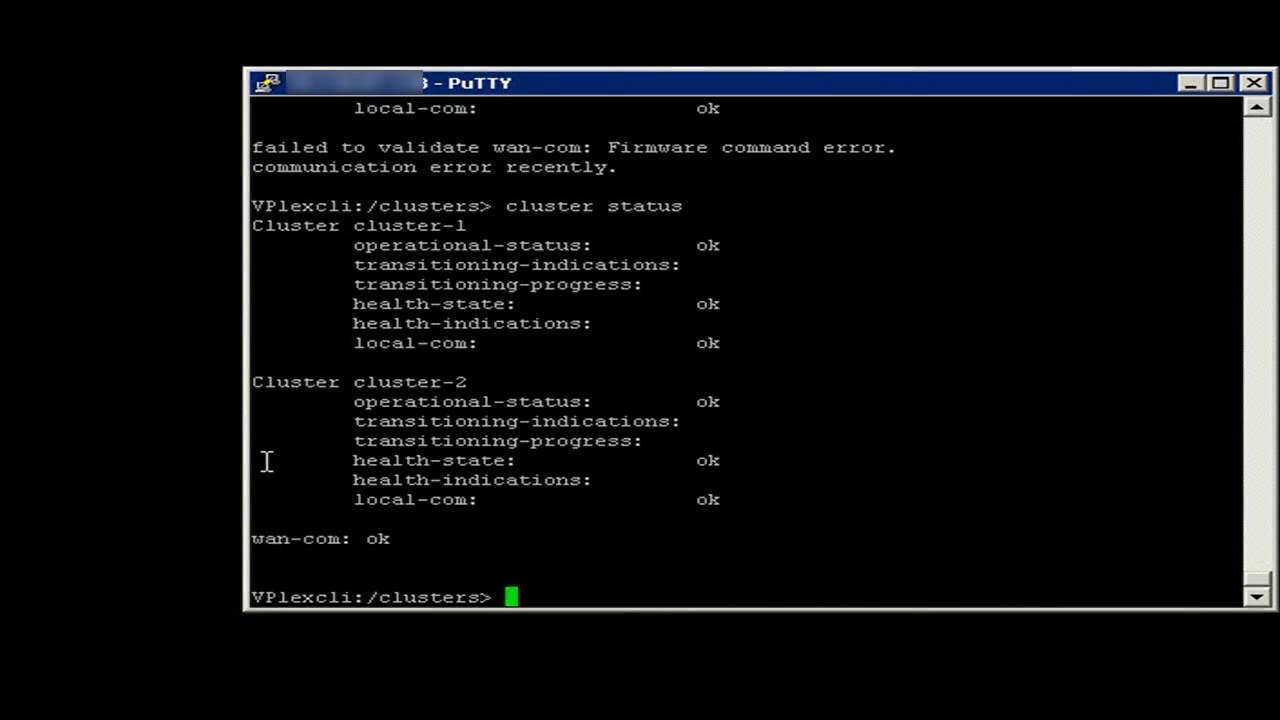 - PuTTY
local-com: ok
failed to validate wan-com: Firmware command error.
communication error recently.
VPlexcli:/clusters> cluster status
Cluster cluster-1
operational-status: ok
transitioning-indications:
transitioning-progress:
health-state: ok
health-indications:
local-com: ok
Cluster cluster-2
operational-status: ok
transitioning-indications:
transitioning-progress:
health-state: ok
health-indications:
local-com: ok
wan-com: ok
VPlexcli:/clusters>